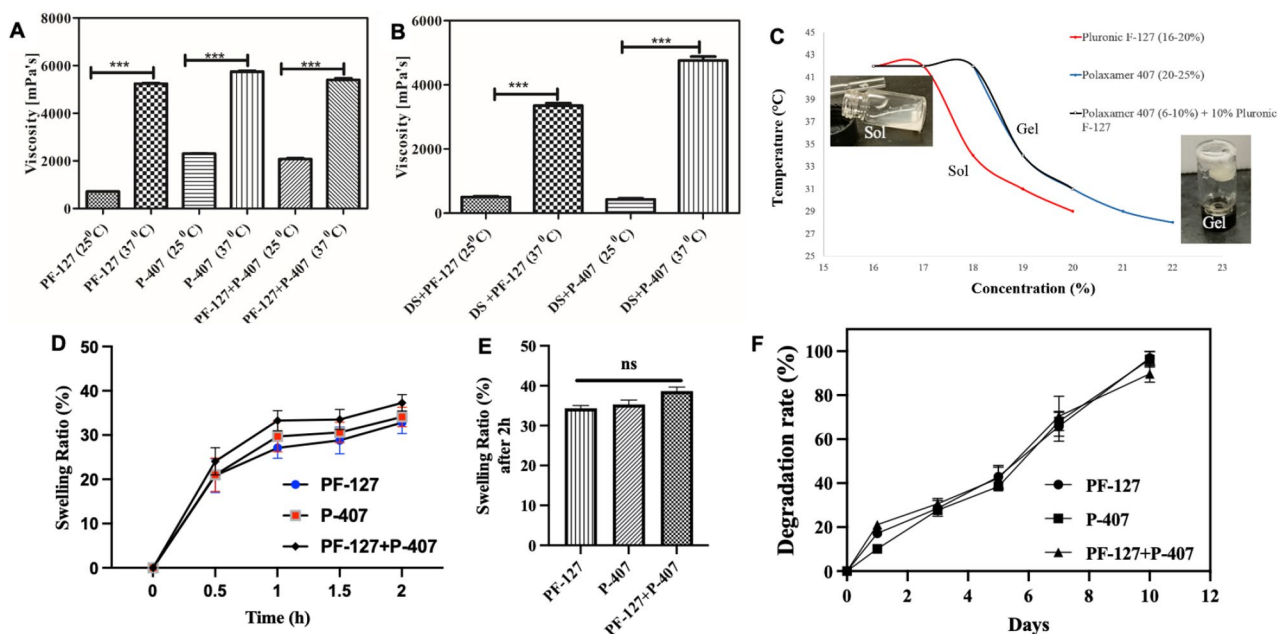 A
Viscosity [mPa's]
8000
6000
4000
2000
0
***
***
***
PF-127 (25⁰C)
PF-127 (37 ⁰C)
P-407 (25 ⁰C)
P-407 (37 ⁰C)
PF-127+P-407 (25 ⁰C)
PF-127+P-407 (37 ⁰C)
B
Viscosity [mPa's]
6000
4000
2000
0
***
***
DS+PF-127 (25⁰C)
DS +PF-127 (37 ⁰C)
DS+P-407 (25 ⁰C)
DS+P-407 (37 ⁰C)
C
Temperature (°C)
45
43
41
39
37
35
33
31
29
27
25
15
16
17
18
19
20
21
22
23
Concentration (%)
Pluronic F-127 (16-20%)
Polaxamer 407 (20-25%)
Polaxamer 407 (6-10%) + 10% Pluronic
F-127
Sol
Gel
Sol
Gel
D
Swelling Ratio (%)
50
40
30
20
10
0
0
0.5
1
1.5
2
Time (h)
PF-127
P-407
PF-127+P-407
E
Swelling Ratio (%)
after 2h
50
40
30
20
10
0
ns
PF-127
P-407
PF-127+P-407
F
Degradation rate (%)
100
80
60
40
20
0
0
2
4
6
8
10
12
Days
PF-127
P-407
PF-127+P-407